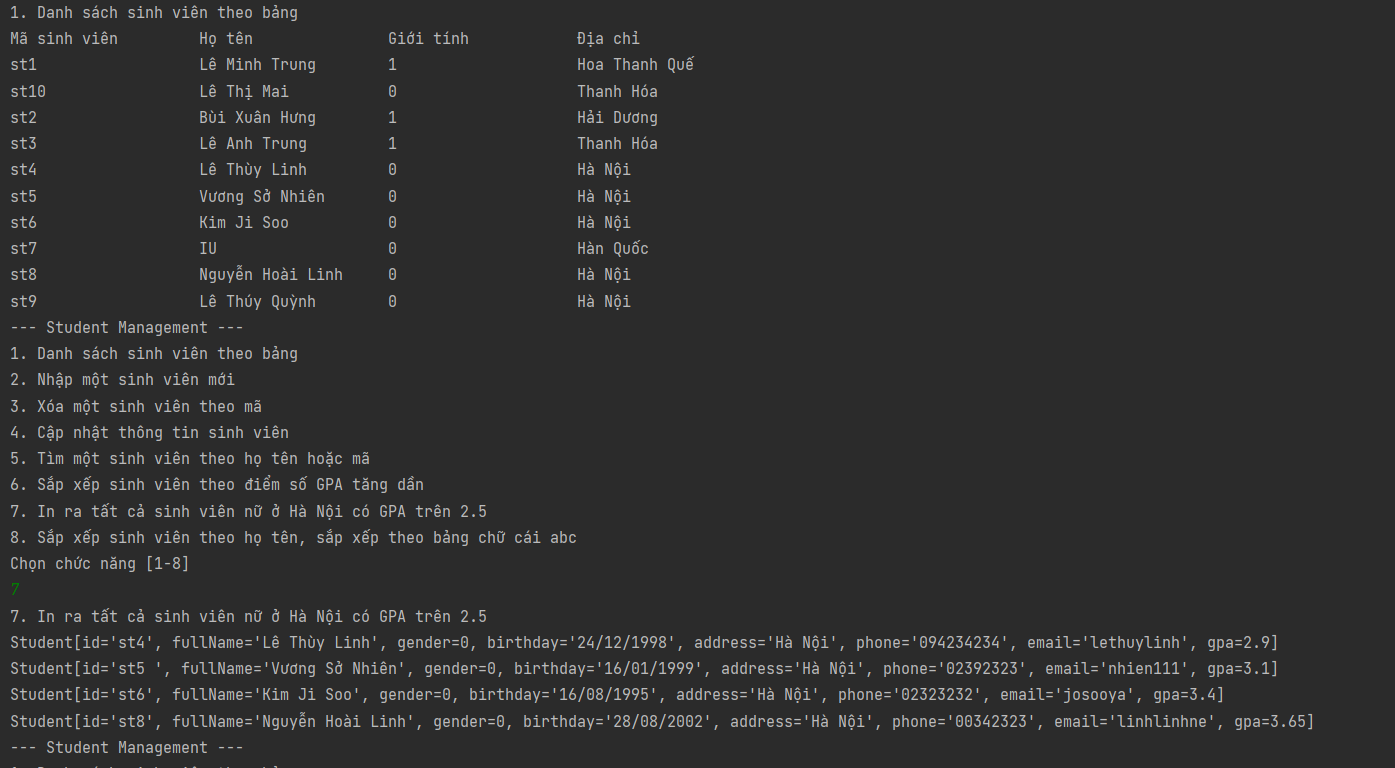 1. Danh sách sinh viên theo bảng
Mã sinh viên Họ tên Giới tính Địa chỉ
st1 Lê Minh Trung 1 Hoa Thanh Quế
st10 Lê Thị Mai 0 Thanh Hóa
st2 Bùi Xuân Hưng 1 Hải Dương
st3 Lê Anh Trung 1 Thanh Hóa
st4 Lê Thùy Linh 0 Hà Nội
st5 Vương Sở Nhiên 0 Hà Nội
st6 Kim Ji Soo 0 Hà Nội
st7 IU 0 Hàn Quốc
st8 Nguyễn Hoài Linh 0 Hà Nội
st9 Lê Thúy Quỳnh 0 Hà Nội
--- Student Management ---
1. Danh sách sinh viên theo bảng
2. Nhập một sinh viên mới
3. Xóa một sinh viên theo mã
4. Cập nhật thông tin sinh viên
5. Tìm một sinh viên theo họ tên hoặc mã
6. Sắp xếp sinh viên theo điểm số GPA tăng dần
7. In ra tất cả sinh viên nữ ở Hà Nội có GPA trên 2.5
8. Sắp xếp sinh viên theo họ tên, sắp xếp theo bảng chữ cái abc
Chọn chức năng [1-8]
7
7. In ra tất cả sinh viên nữ ở Hà Nội có GPA trên 2.5
Student[id='st4', fullName='Lê Thùy Linh', gender=0, birthday='24/12/1998', address='Hà Nội', phone='094234234', email='lethuylinh', gpa=2.9]
Student[id='st5 ', fullName='Vương Sở Nhiên', gender=0, birthday='16/01/1999', address='Hà Nội', phone='02392323', email='nhien111', gpa=3.1]
Student[id='st6', fullName='Kim Ji Soo', gender=0, birthday='16/08/1995', address='Hà Nội', phone='02323232', email='josooya', gpa=3.4]
Student[id='st8', fullName='Nguyễn Hoài Linh', gender=0, birthday='28/08/2002', address='Hà Nội', phone='00342323', email='linhlinhne', gpa=3.65]
--- Student Management ---